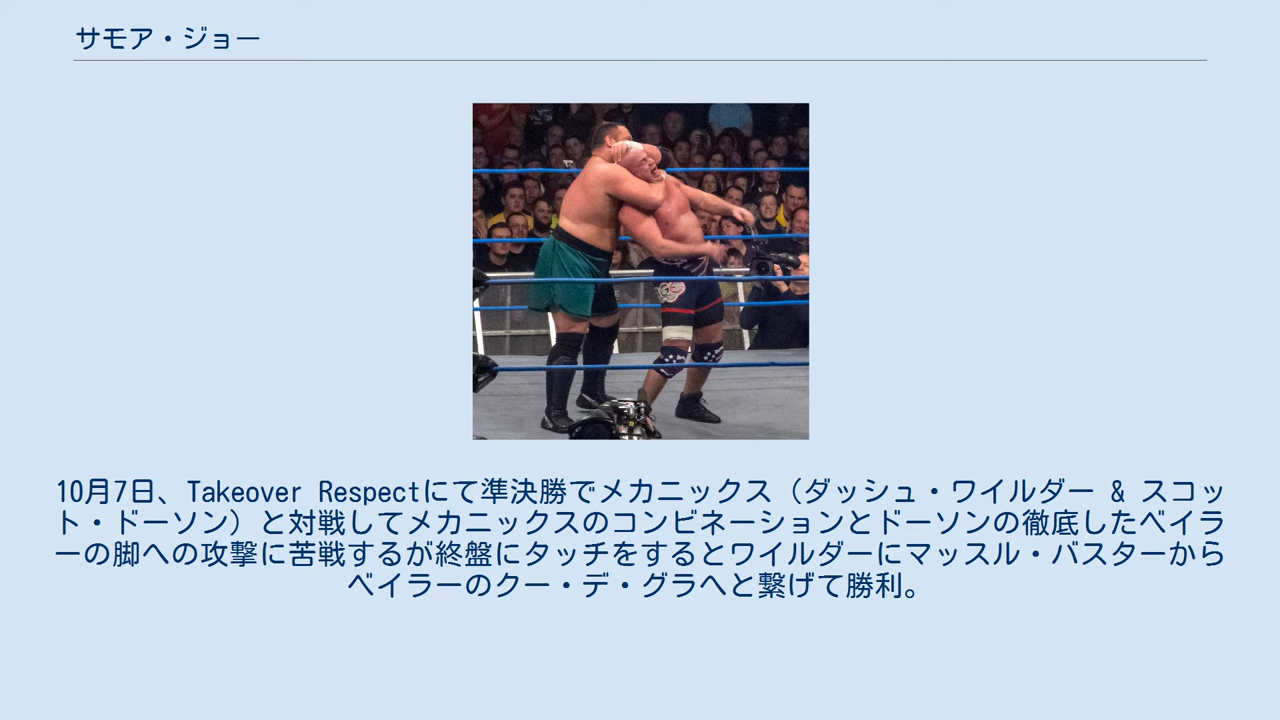 サモア・ジョー
10月7日、Takeover Respectにて準決勝でメカニックス（ダッシュ・ワイルダー & スコッ
ト・ドーソン）と対戦してメカニックスのコンビネーションとドーソンの徹底したベイラ
ーの脚への攻撃に苦戦するが終盤にタッチをするとワイルダーにマッスル・バスターから
ベイラーのクー・デ・グラへと繋げて勝利。